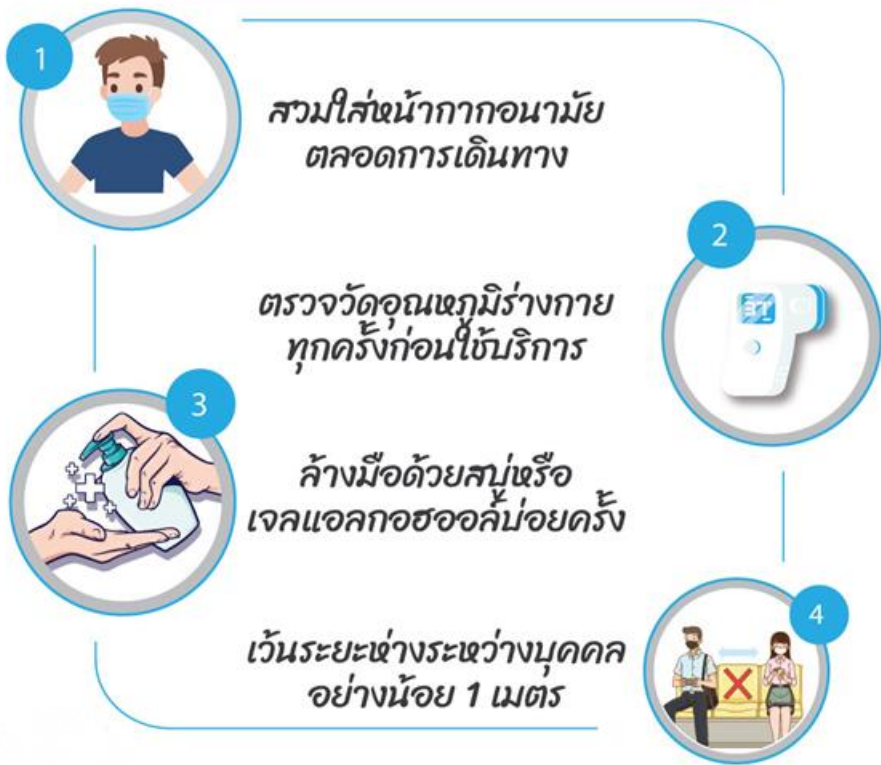 1
สวมใส่หน้ากากอนามัย
ตลอดการเดินทาง
2
ตรวจวัดอุณหภูมิร่างกาย
ทุกครั้งก่อนใช้บริการ
37
3
ล้างมือด้วยสบู่หรือ
เจลแอลกอฮออล์บ่อยครั้ง
4
เว้นระยะห่างระหว่างบุคคล
อย่างน้อย 1 เมตร